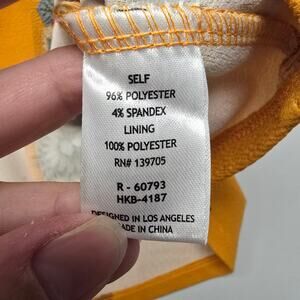 SELF
96% POLYESTER
4% SPANDEX
LINING
100% POLYESTER
RN# 139705
R - 60793
HKB-4187
DESIGNED IN LOS ANGELES
MADE IN CHINA